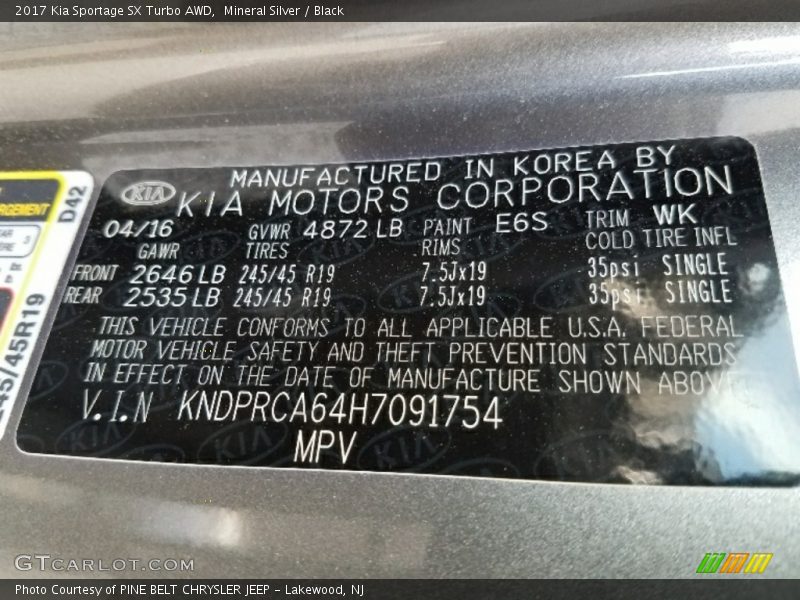 2017 Kia Sportage SX Turbo AWD, Mineral Silver / Black
MANUFACTURED IN KOREA BY
KIA KIA MOTORS CORPORATION
04/16 GVWR 4872 LB PAINT E6S TRIM WK
GAWR TIRES RIMS COLD TIRE INFL
FRONT 2646 LB 245/45 R19 7.5Jx19 35psi SINGLE
REAR 2535 LB 245/45 R19 7.5Jx19 35psi SINGLE
THIS VEHICLE CONFORMS TO ALL APPLICABLE U.S.A. FEDERAL
MOTOR VEHICLE SAFETY AND THEFT PREVENTION STANDARDS
IN EFFECT ON THE DATE OF MANUFACTURE SHOWN ABOVE
V.I.N KNDPRCA64H7091754
MPV
D42
245/45R19
GTCARLOT.COM
Photo Courtesy of PINE BELT CHRYSLER JEEP - Lakewood, NJ